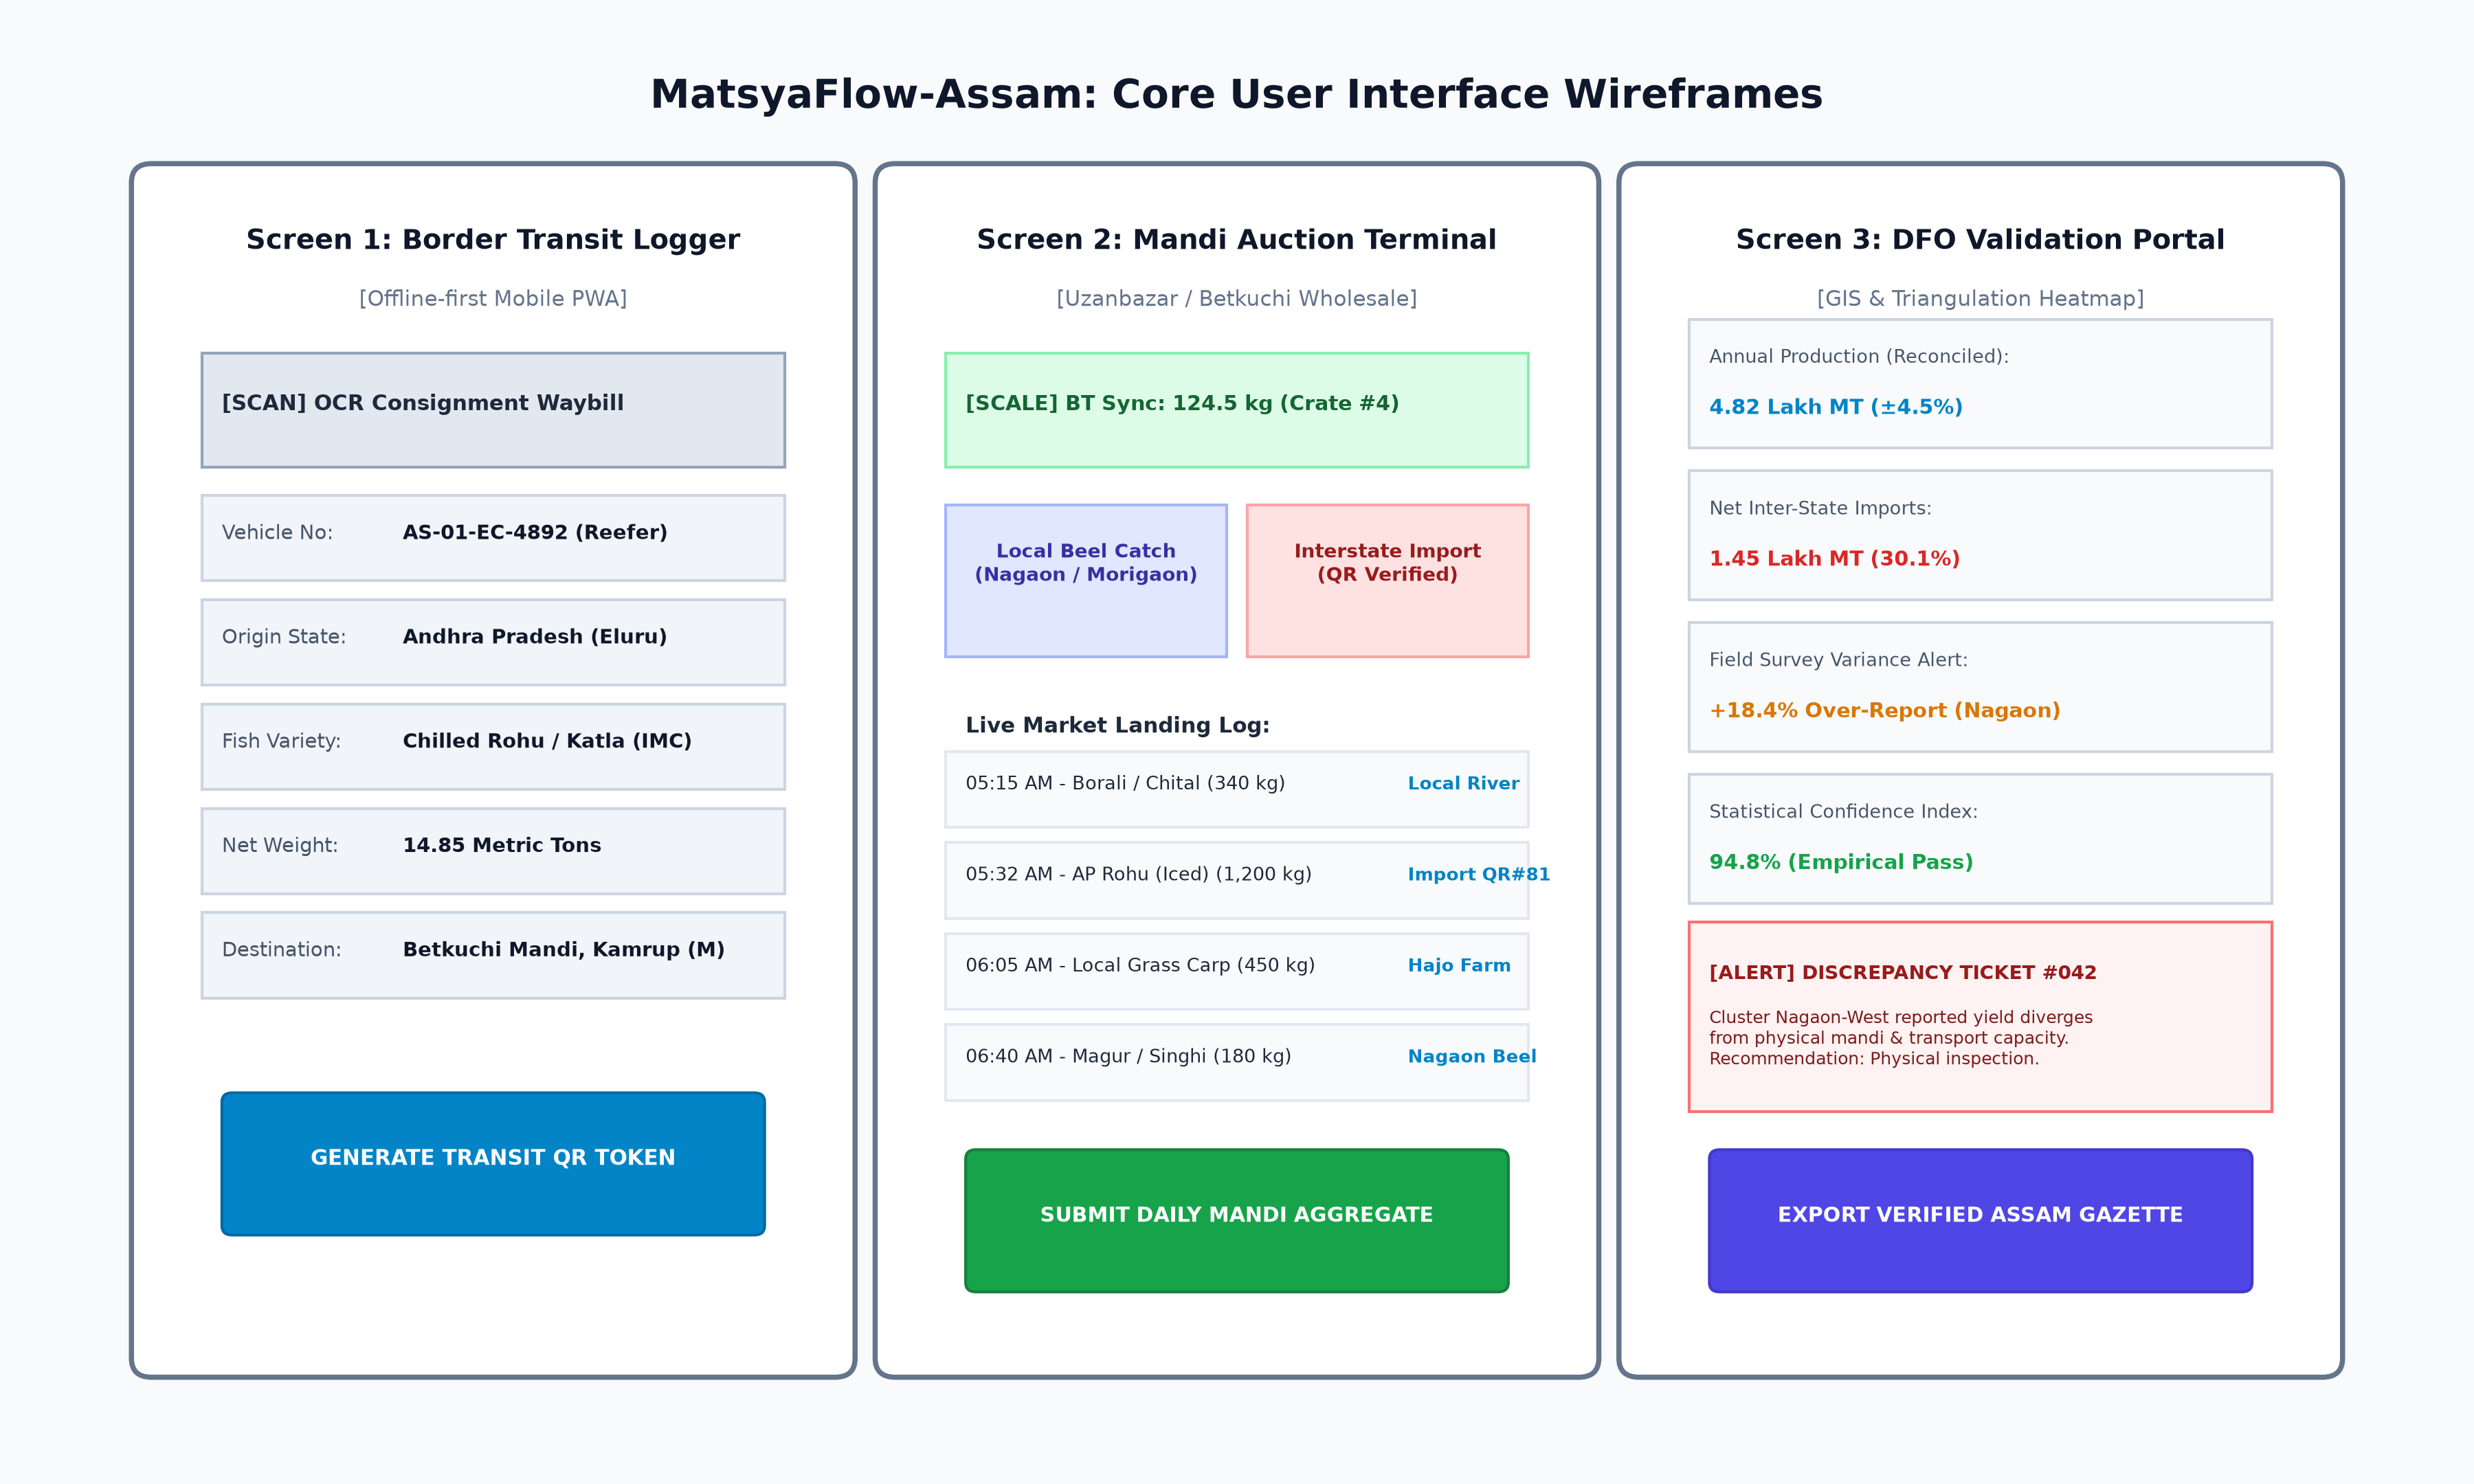 MatsyaFlow-Assam: Core User Interface Wireframes
Screen 1: Border Transit Logger
[Offline-first Mobile PWA]
[SCAN] OCR Consignment Waybill
Vehicle No: AS-01-EC-4892 (Reefer)
Origin State: Andhra Pradesh (Eluru)
Fish Variety: Chilled Rohu / Katla (IMC)
Net Weight: 14.85 Metric Tons
Destination: Betkuchi Mandi, Kamrup (M)
GENERATE TRANSIT QR TOKEN
Screen 2: Mandi Auction Terminal
[Uzanbazar / Betkuchi Wholesale]
[SCALE] BT Sync: 124.5 kg (Crate #4)
Local Beel Catch
(Nagaon / Morigaon)
Interstate Import
(QR Verified)
Live Market Landing Log:
05:15 AM - Borali / Chital (340 kg) Local River
05:32 AM - AP Rohu (Iced) (1,200 kg) Import QR#81
06:05 AM - Local Grass Carp (450 kg) Hajo Farm
06:40 AM - Magur / Singhi (180 kg) Nagaon Beel
SUBMIT DAILY MANDI AGGREGATE
Screen 3: DFO Validation Portal
[GIS & Triangulation Heatmap]
Annual Production (Reconciled):
4.82 Lakh MT (±4.5%)
Net Inter-State Imports:
1.45 Lakh MT (30.1%)
Field Survey Variance Alert:
+18.4% Over-Report (Nagaon)
Statistical Confidence Index:
94.8% (Empirical Pass)
[ALERT] DISCREPANCY TICKET #042
Cluster Nagaon-West reported yield diverges
from physical mandi & transport capacity.
Recommendation: Physical inspection.
EXPORT VERIFIED ASSAM GAZETTE